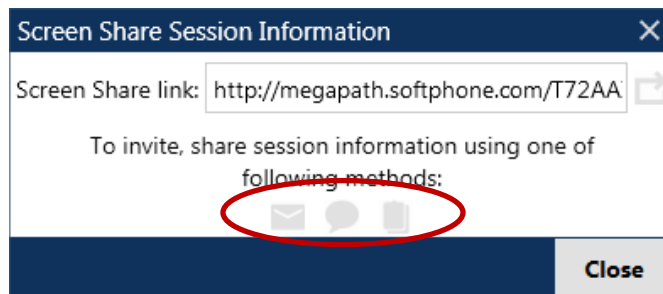 Screen Share Session Information
Screen Share link: http://megapath.softphone.com/T72AA
To invite, share session information using one of
following methods:
Close